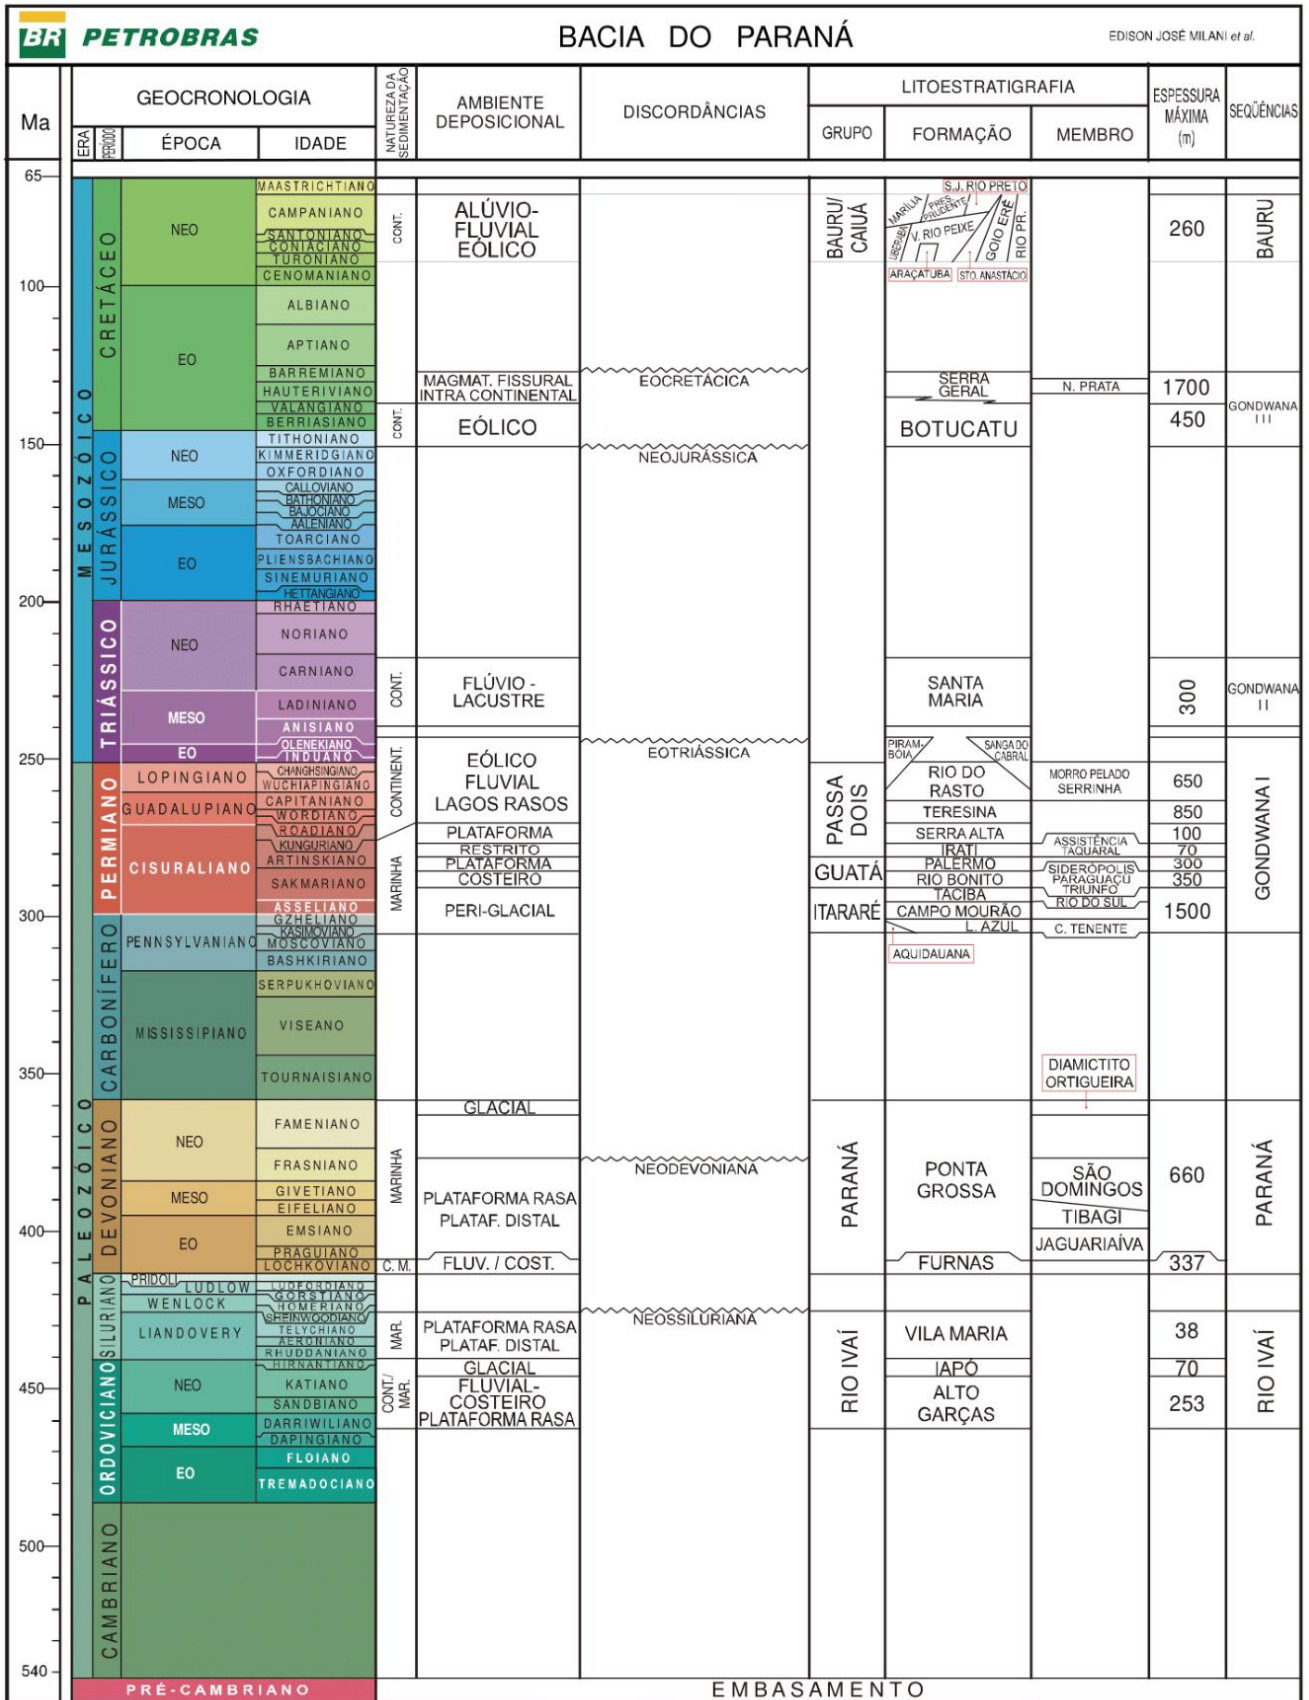 BR PETROBRAS
BACIA DO PARANÁ
EDISON JOSÉ MILANI et al.
Ma
GEOCRONOLOGIA
ERA
PERÍODO
ÉPOCA
IDADE
NATUREZA DA
SEDIMENTAÇÃO
AMBIENTE
DEPOSICIONAL
DISCORDÂNCIAS
LITOESTRATIGRAFIA
GRUPO
FORMAÇÃO
MEMBRO
ESPESSURA
MÁXIMA
(m)
SEQÜÊNCIAS
65
100
150
200
250
300
350
400
450
500
540
MESOZÓICO
PALEOZÓICO
CRETÁCEO
JURÁSSICO
TRIÁSSICO
PERMIANO
CARBONÍFERO
DEVONIANO
SILURIANO
ORDOVICIANO
CAMBRIANO
NEO
EO
NEO
MESO
EO
NEO
MESO
EO
LOPINGIANO
GUADALUPIANO
CISURALIANO
PENNSYLVANIANO
MISSISSIPIANO
NEO
MESO
EO
PRIDOLI
LUDLOW
WENLOCK
LIANDOVERY
NEO
MESO
EO
MAASTRICHTIANO
CAMPANIANO
SANTONIANO
CONIACIANO
TURONIANO
CENOMANIANO
ALBIANO
APTIANO
BARREMIANO
HAUTERIVIANO
VALANGIANO
BERRIASIANO
TITHONIANO
KIMMERIDGIANO
OXFORDIANO
CALLOVIANO
BATHONIANO
BAJOCIANO
AALENIANO
TOARCIANO
PLIENSBACHIANO
SINEMURIANO
HETTANGIANO
RHAETIANO
NORIANO
CARNIANO
LADINIANO
ANISIANO
OLENEKIANO
INDUANO
CHANGHSINGIANO
WUCHIAPINGIANO
CAPITANIANO
WORDIANO
ROADIANO
KUNGURIANO
ARTINSKIANO
SAKMARIANO
ASSELIANO
GZHELIANO
KASIMOVIANO
MOSCOVIANO
BASHKIRIANO
SERPUKHOVIANO
VISEANO
TOURNAISIANO
FAMENIANO
FRASNIANO
GIVETIANO
EIFELIANO
EMSIANO
PRAGUIANO
LOCHKOVIANO
LUDFORDIANO
GORSTIANO
HOMERIANO
SHEINWOODIANO
TELYCHIANO
AERONIANO
RHUDDANIANO
HIRNANTIANO
KATIANO
SANDBIANO
DARRIWILIANO
DAPINGIANO
FLOIANO
TREMADOCIANO
CONT.
CONT.
CONT.
CONTINENT.
MARINHA
MARINHA
C. M.
MAR.
CONT./
MAR.
ALÚVIO-
FLUVIAL
EÓLICO
MAGMAT. FISSURAL
INTRA CONTINENTAL
EÓLICO
FLÚVIO -
LACUSTRE
EÓLICO
FLUVIAL
LAGOS RASOS
PLATAFORMA
RESTRITO
PLATAFORMA
COSTEIRO
PERI-GLACIAL
GLACIAL
PLATAFORMA RASA
PLATAF. DISTAL
FLUV. / COST.
PLATAFORMA RASA
PLATAF. DISTAL
GLACIAL
FLUVIAL-
COSTEIRO
PLATAFORMA RASA
EOCRETÁCICA
NEOJURÁSSICA
EOTRIÁSSICA
NEODEVONIANA
NEOSSILURIANA
BAURU/
CAIUÁ
PASSA
DOIS
GUATÁ
ITARARÉ
PARANÁ
RIO IVAÍ
S.J. RIO PRETO
MARÍLIA
PRES.
PRUDENTE
UBERABA
V. RIO PEIXE
GOIO ERÊ
RIO PR.
ARAÇATUBA
STO. ANASTÁCIO
SERRA
GERAL
BOTUCATU
SANTA
MARIA
PIRAM-
BÓIA
SANGA DO
CABRAL
RIO DO
RASTO
TERESINA
SERRA ALTA
IRATI
PALERMO
RIO BONITO
TACIBA
CAMPO MOURÃO
L. AZUL
AQUIDAUANA
PONTA
GROSSA
FURNAS
VILA MARIA
IAPÓ
ALTO
GARÇAS
N. PRATA
MORRO PELADO
SERRINHA
ASSISTÊNCIA
TAQUARAL
SIDERÓPOLIS
PARAGUAÇU
TRIUNFO
RIO DO SUL
C. TENENTE
DIAMICTITO
ORTIGUEIRA
SÃO
DOMINGOS
TIBAGI
JAGUARIAÍVA
260
1700
450
300
650
850
100
70
300
350
1500
660
337
38
70
253
BAURU
GONDWANA
III
GONDWANA
II
GONDWANA I
PARANÁ
RIO IVAÍ
PRÉ-CAMBRIANO
EMBASAMENTO